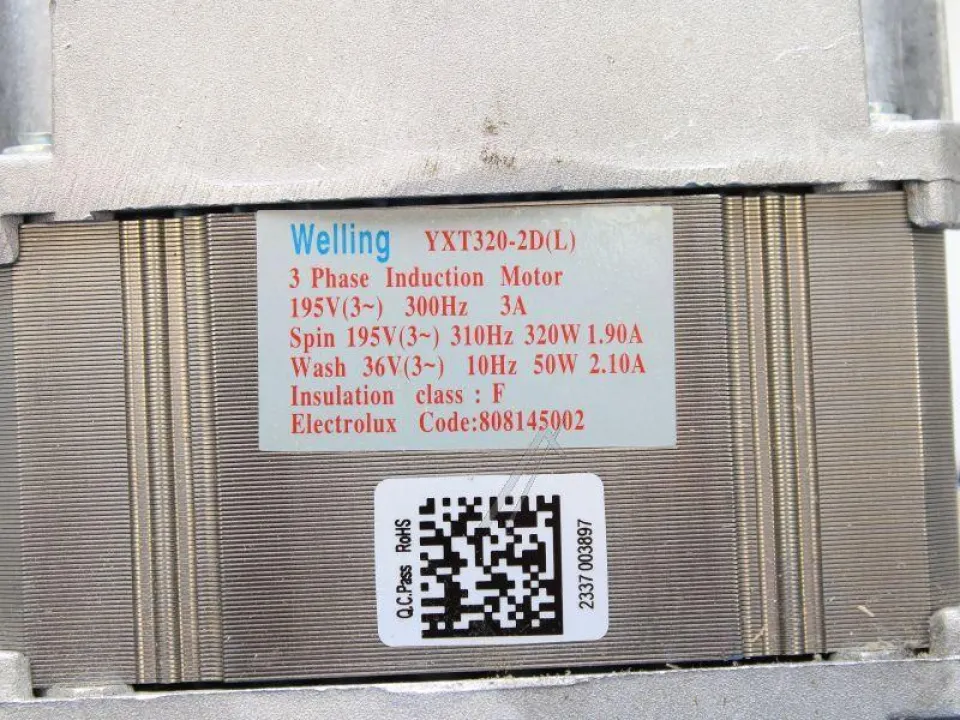 Welling YXT320-2D(L)
3 Phase Induction Motor
195V(3~) 300Hz 3A
Spin 195V(3~) 310Hz 320W 1.90A
Wash 36V(3~) 10Hz 50W 2.10A
Insulation class : F
Electrolux Code:808145002
Q.C.Pass RoHS
2337 003897